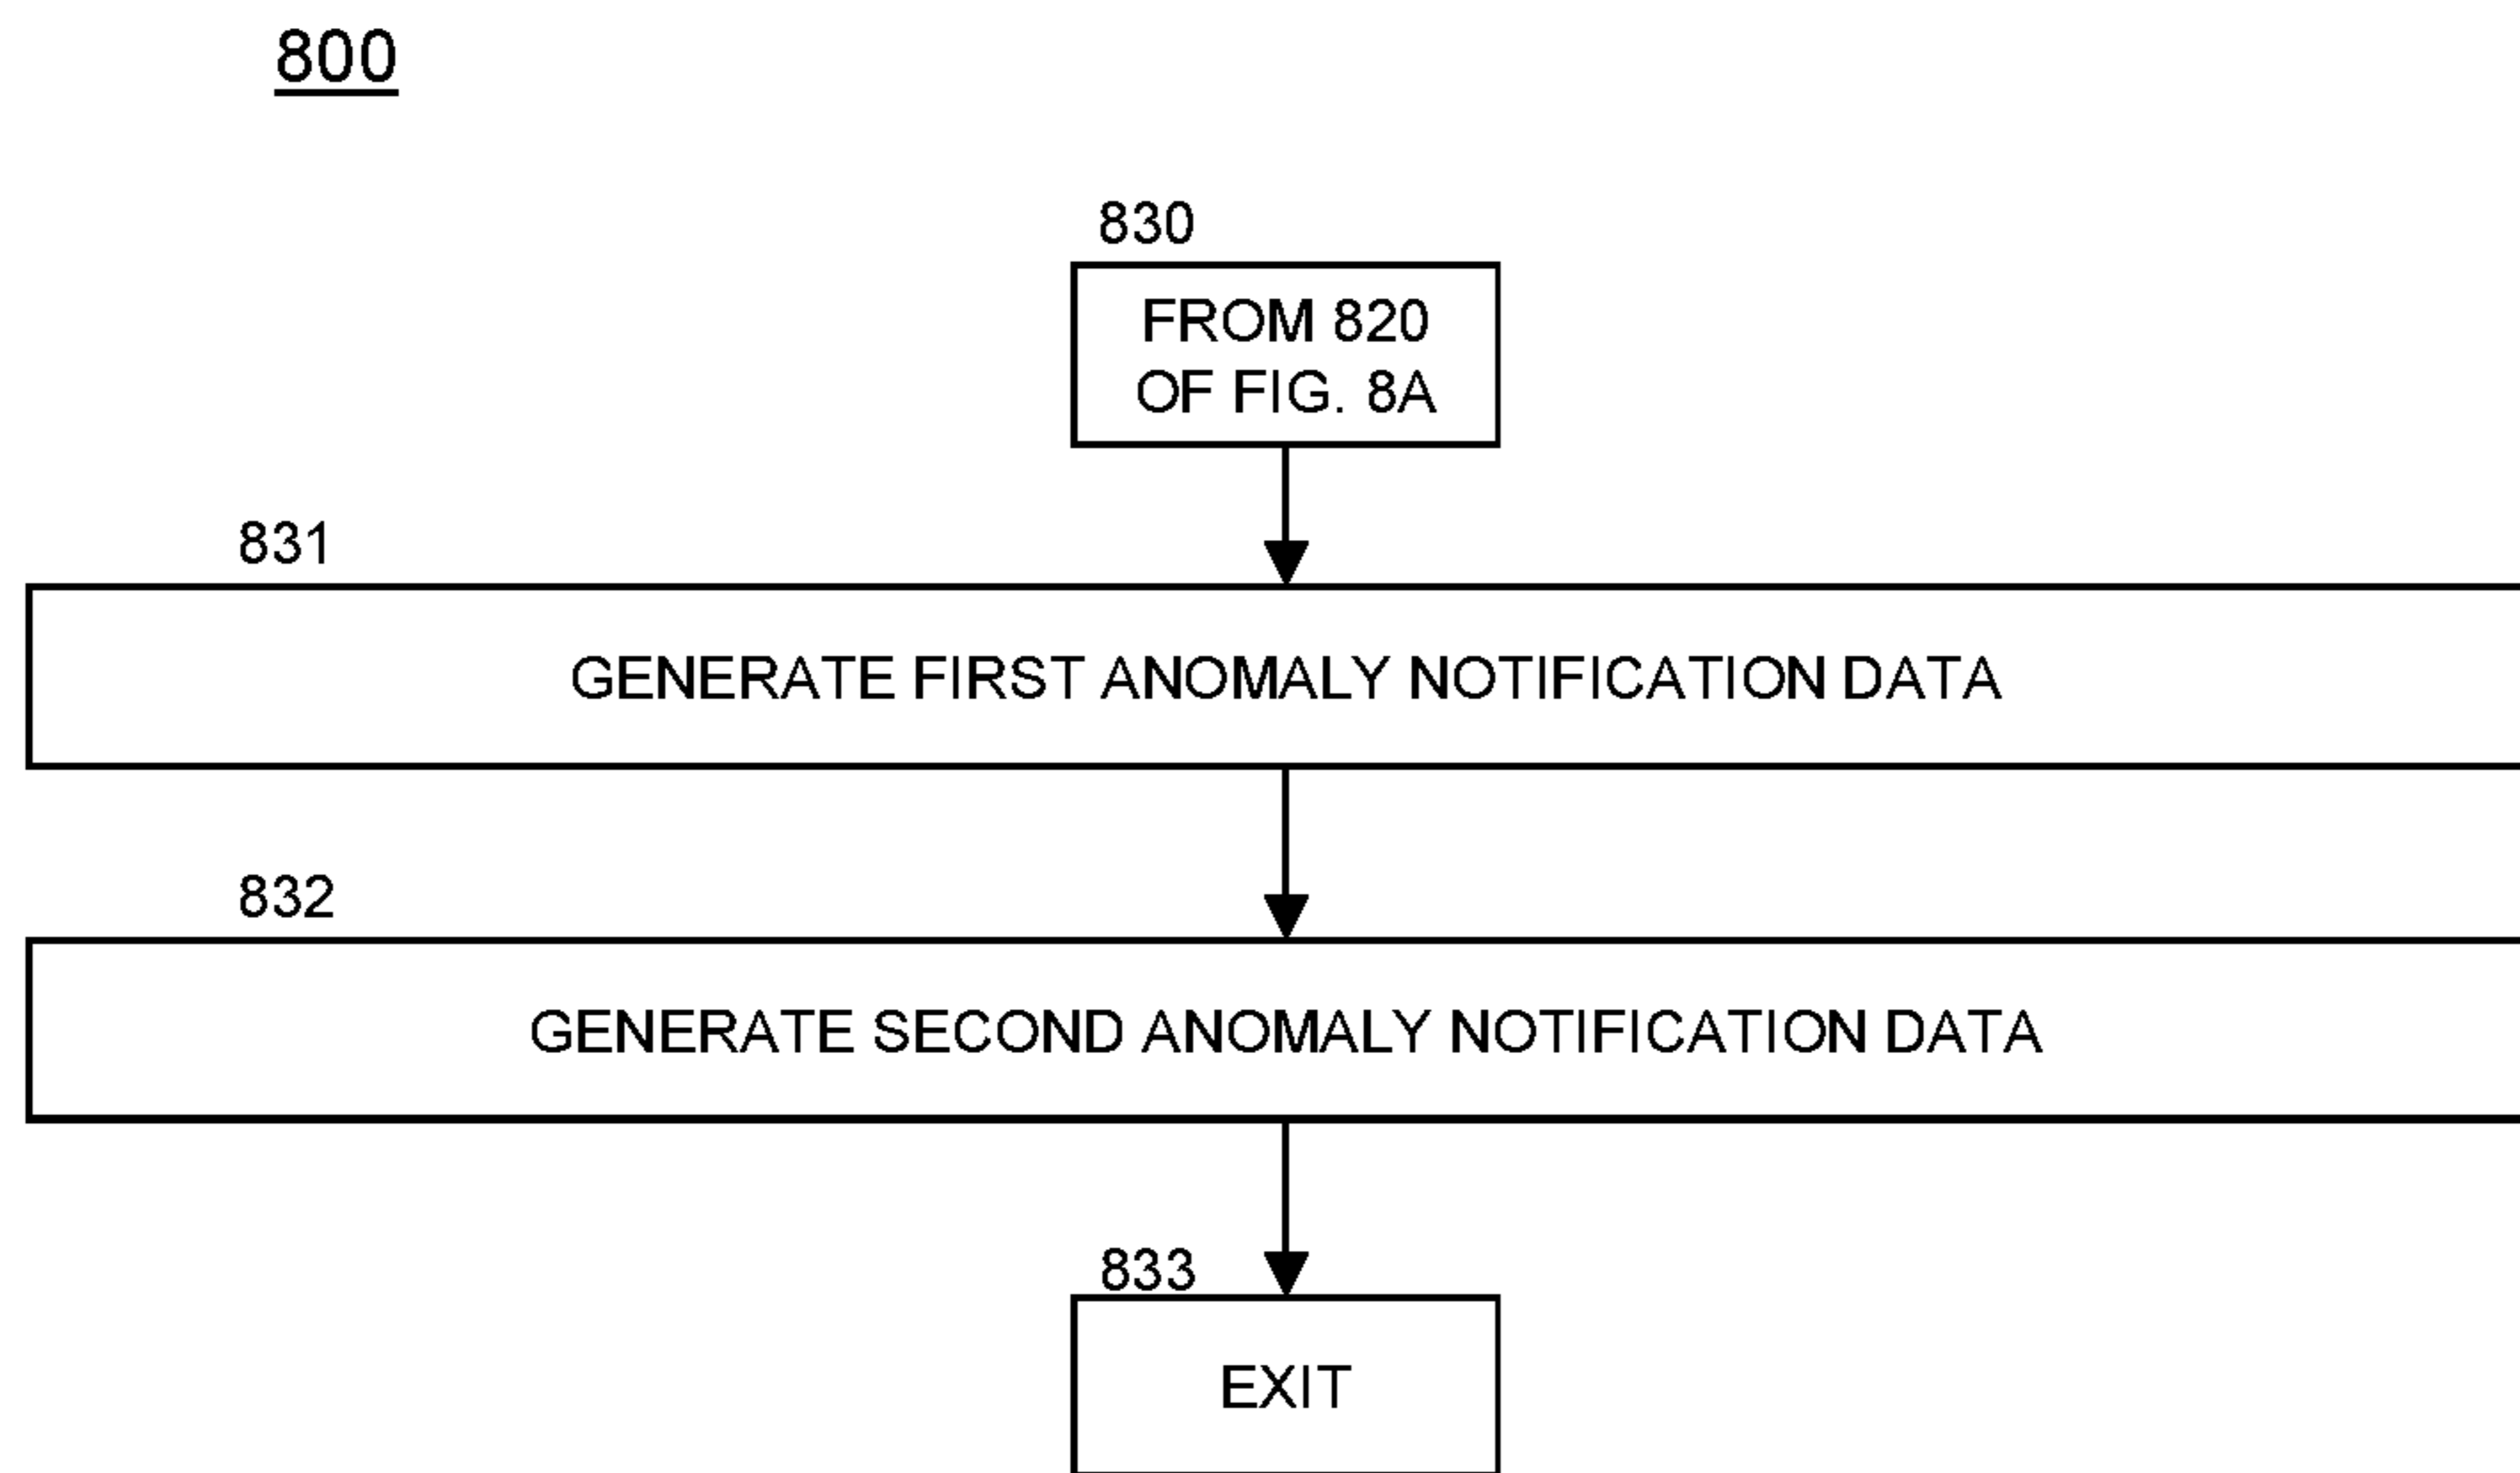 800
830
FROM 820
OF FIG. 8A
831
GENERATE FIRST ANOMALY NOTIFICATION DATA
832
GENERATE SECOND ANOMALY NOTIFICATION DATA
833
EXIT